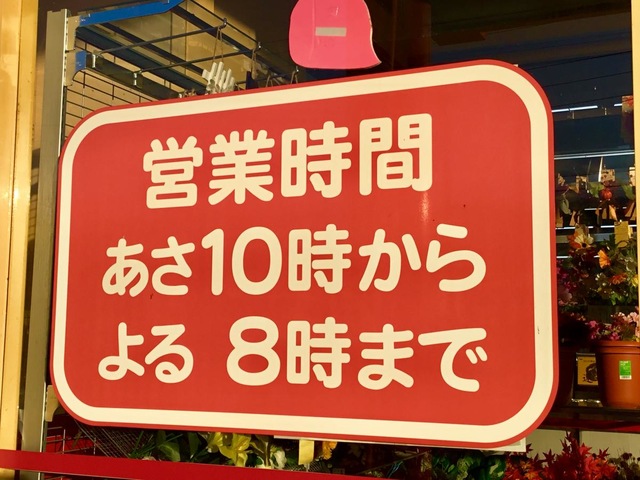 営業時間
あさ10時から
よる 8時まで